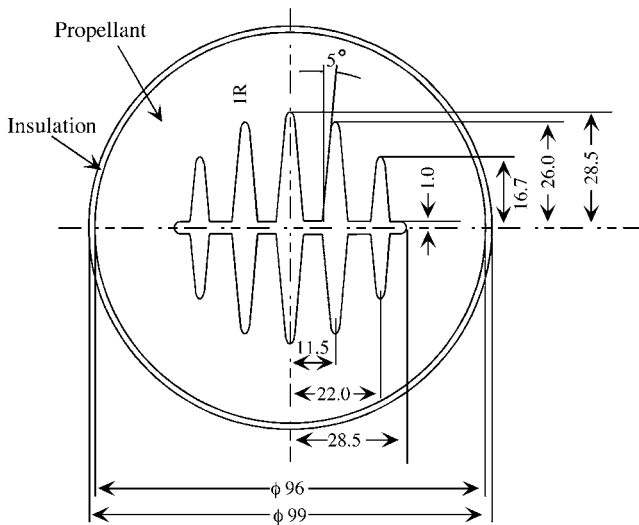 Propellant
5°
1R
Insulation
1.0
16.7
26.0
28.5
11.5
22.0
28.5
ϕ 96
ϕ 99